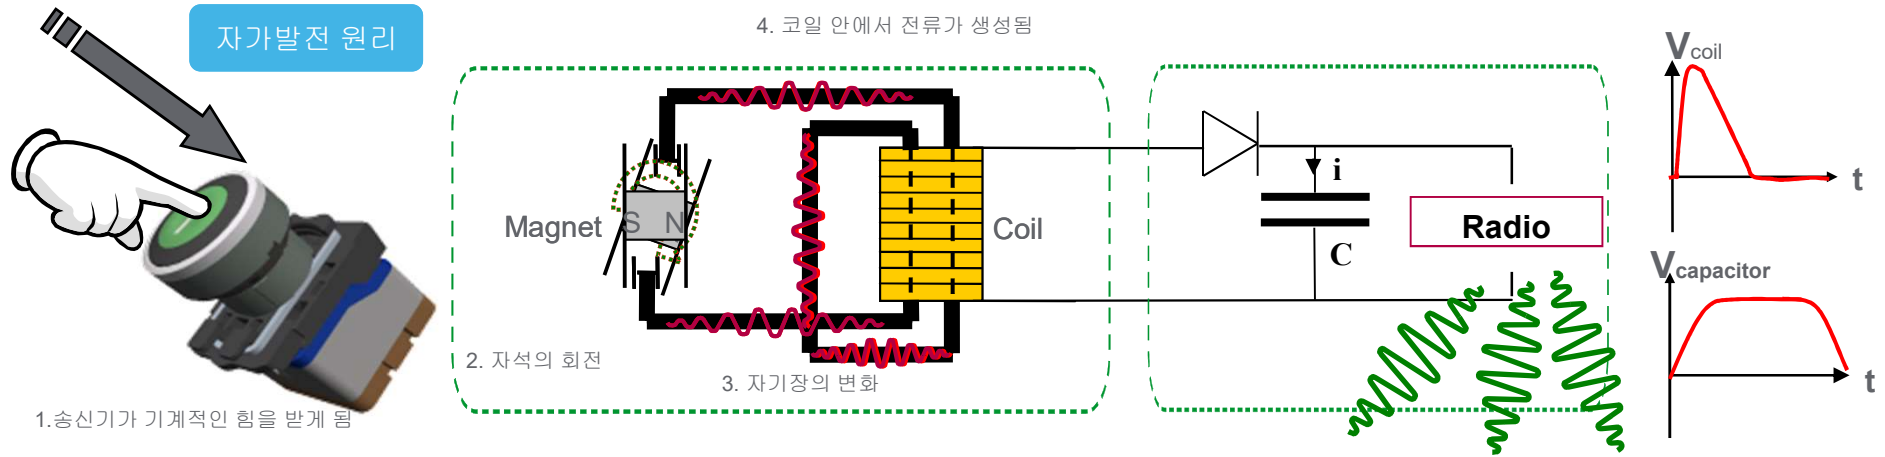 자가발전 원리
4. 코일 안에서 전류가 생성됨
Magnet
S N
Coil
i
C
Radio
2. 자석의 회전
3. 자기장의 변화
1.송신기가 기계적인 힘을 받게 됨
Vcoil
t
Vcapacitor
t